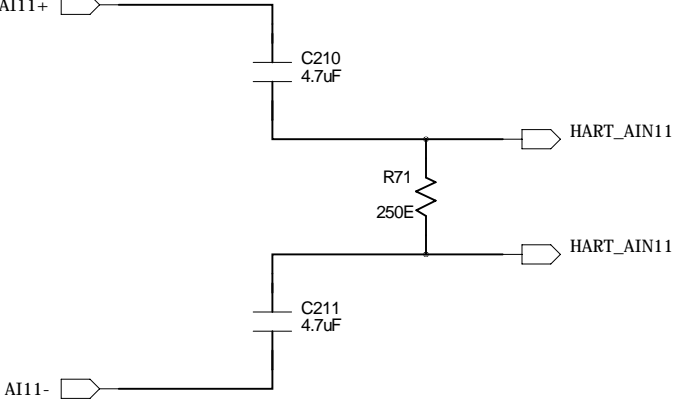 AI11+
C210
4.7uF
HART_AIN11
R71
250E
HART_AIN11
C211
4.7uF
AI11-